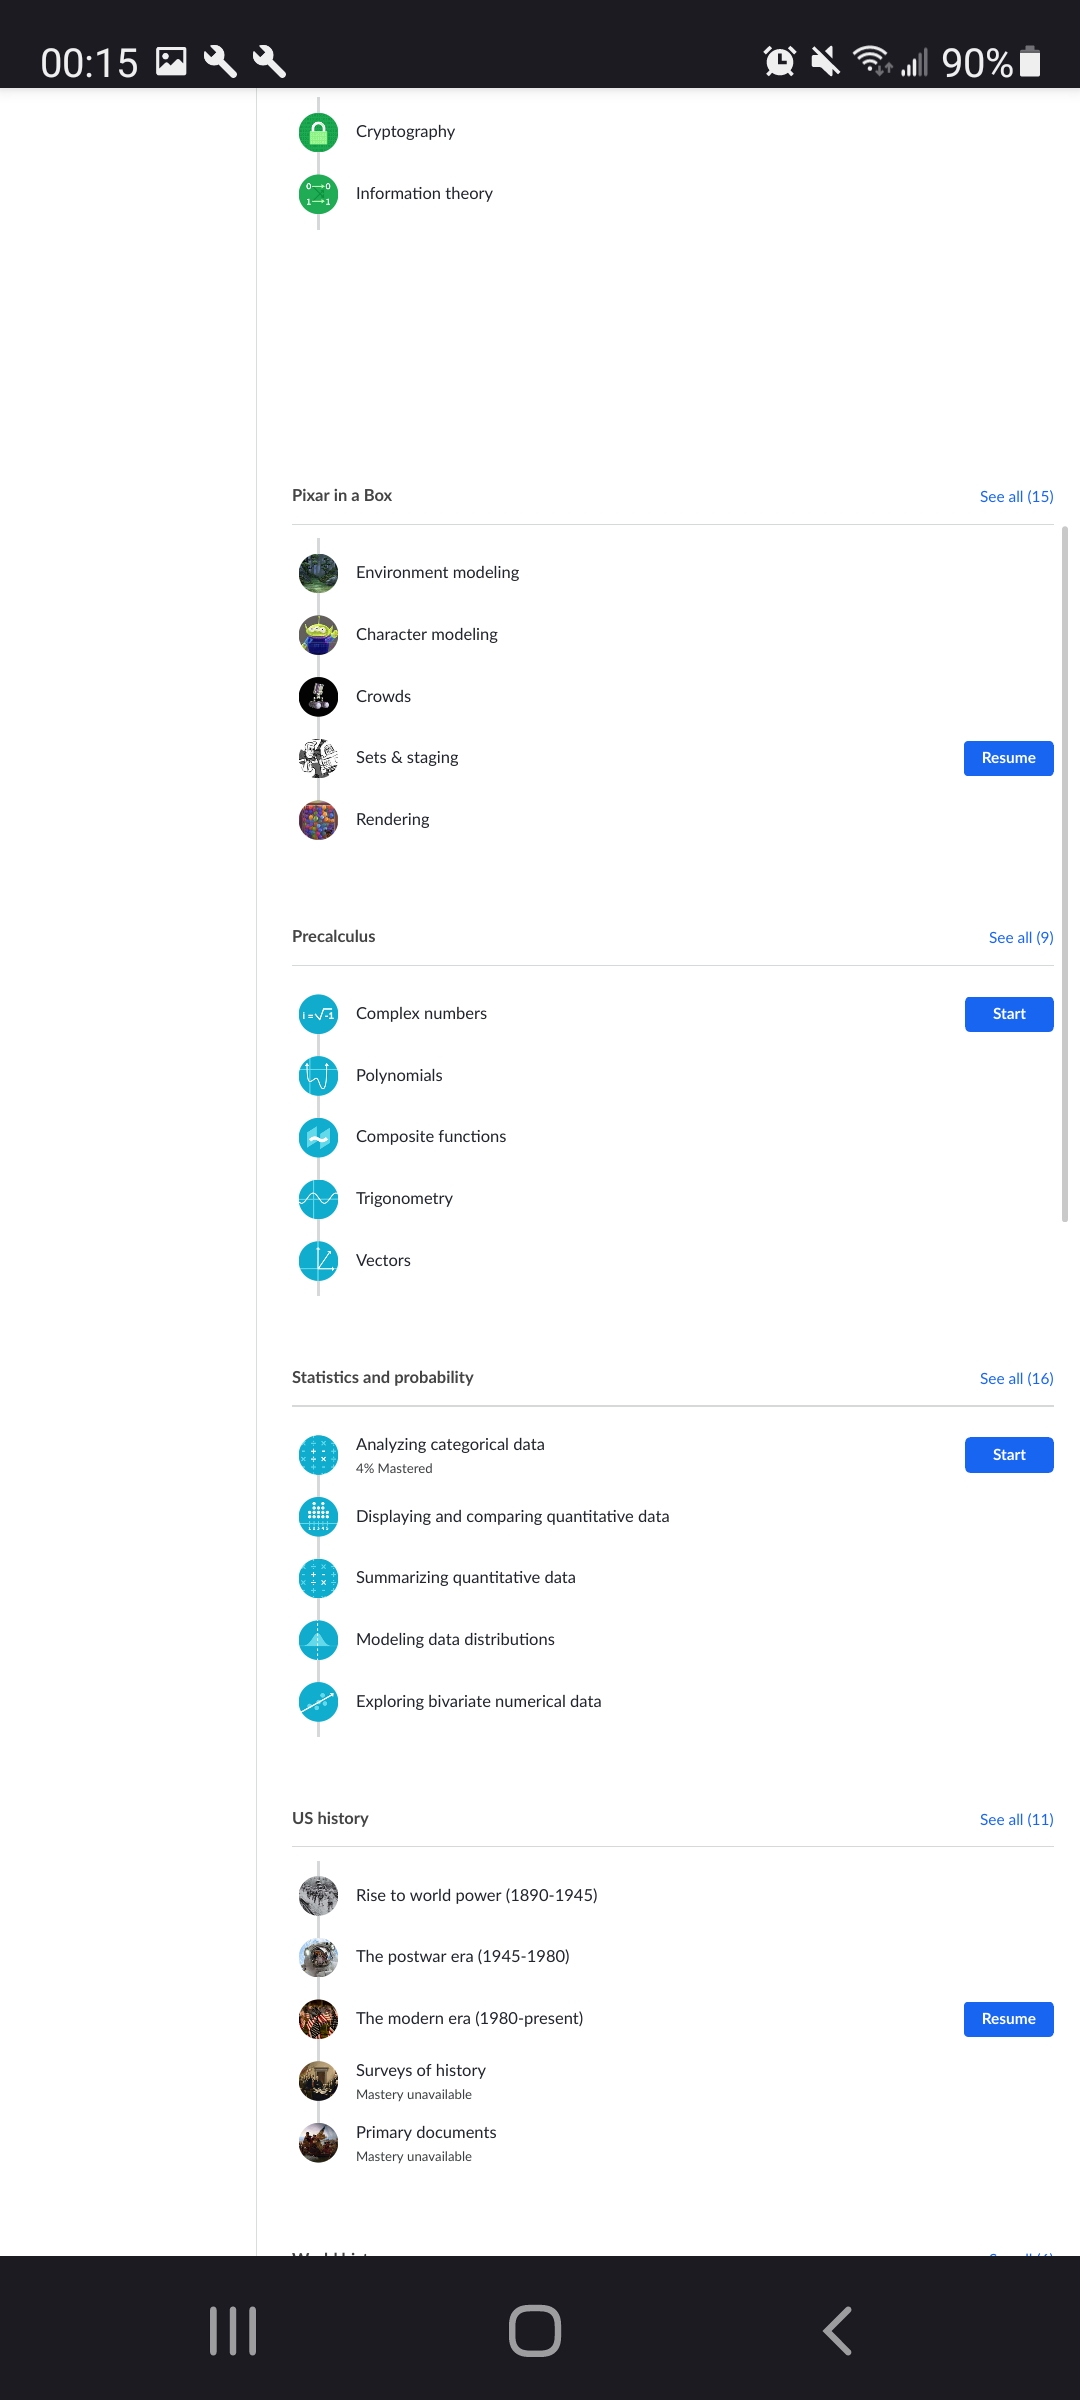 00:15
90%
Cryptography
Information theory
Pixar in a Box
See all (15)
Environment modeling
Character modeling
Crowds
Sets & staging
Resume
Rendering
Precalculus
See all (9)
Complex numbers
Start
Polynomials
Composite functions
Trigonometry
Vectors
Statistics and probability
See all (16)
Analyzing categorical data
4% Mastered
Start
Displaying and comparing quantitative data
Summarizing quantitative data
Modeling data distributions
Exploring bivariate numerical data
US history
See all (11)
Rise to world power (1890-1945)
The postwar era (1945-1980)
The modern era (1980-present)
Resume
Surveys of history
Mastery unavailable
Primary documents
Mastery unavailable